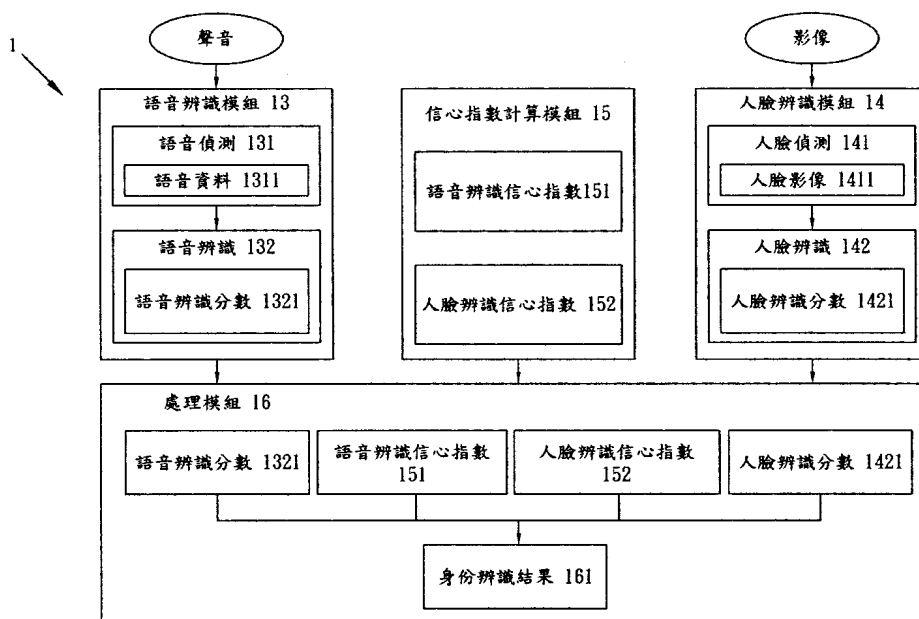 聲音
影像
1
語音辨識模組 13
信心指數計算模組 15
人臉辨識模組 14
語音偵測 131
語音資料 1311
語音辨識信心指數151
人臉偵測 141
人臉影像 1411
語音辨識 132
語音辨識分數 1321
人臉辨識信心指數 152
人臉辨識 142
人臉辨識分數 1421
處理模組 16
語音辨識分數 1321
語音辨識信心指數
151
人臉辨識信心指數
152
人臉辨識分數 1421
身份辨識結果 161